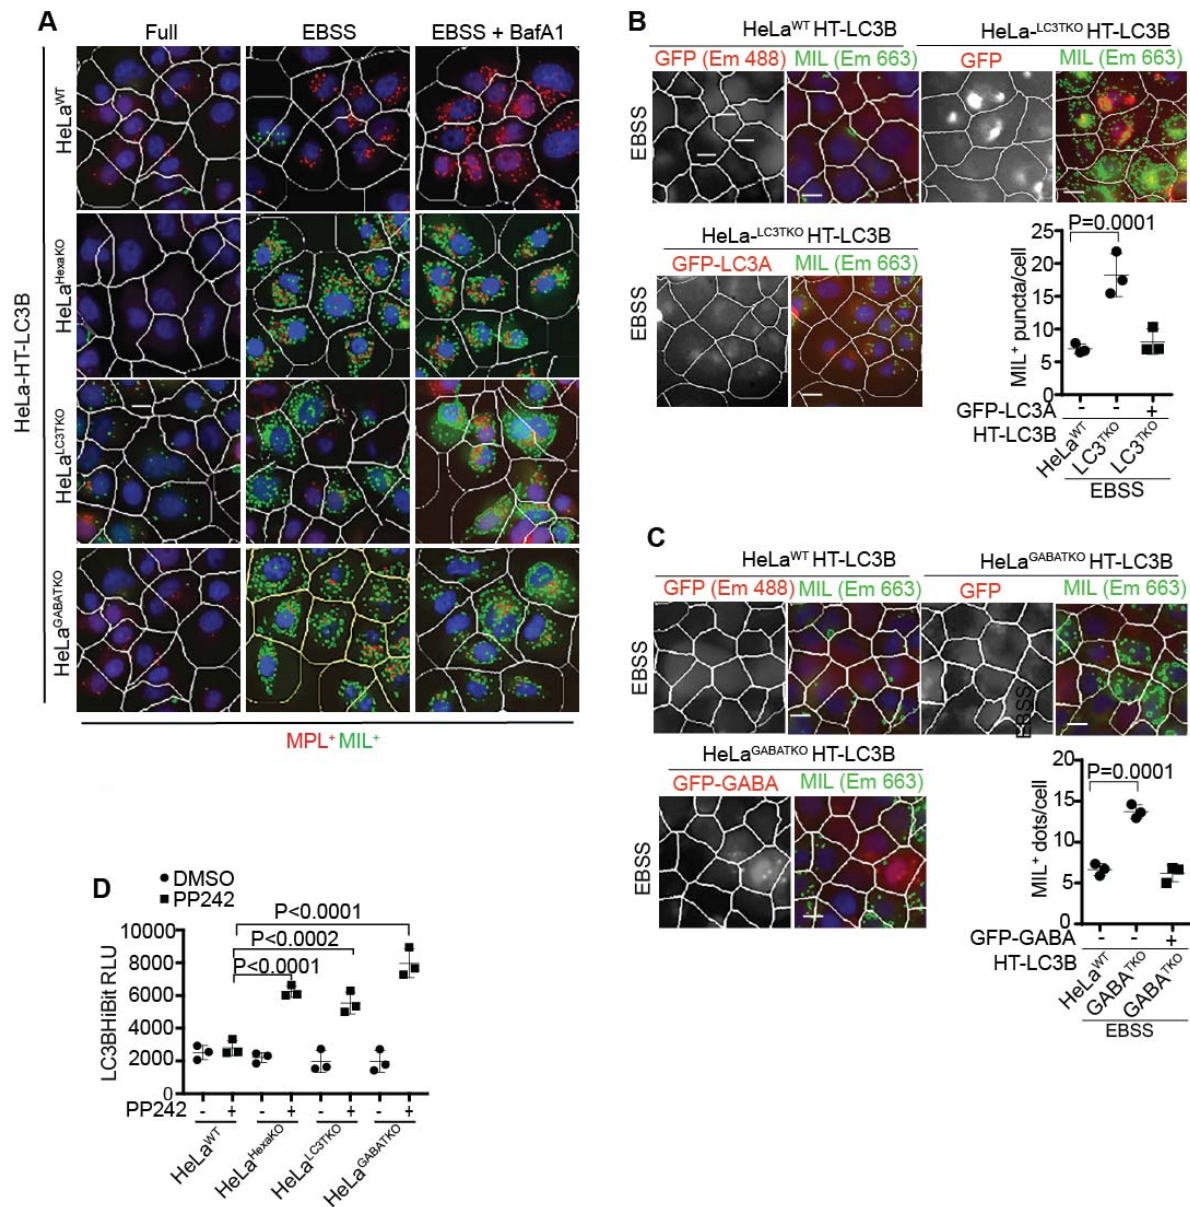 A
Full EBSS EBSS + BafA1
HeLa-HT-LC3B
HeLaWT
HeLaHexaKO
HeLaLC3TKO
HeLaGABATKO
MPL+ MIL+
B
HeLaWT HT-LC3B HeLa-LC3TKO HT-LC3B
GFP (Em 488) MIL (Em 663) GFP MIL (Em 663)
EBSS
HeLa-LC3TKO HT-LC3B
GFP-LC3A MIL (Em 663)
EBSS
P=0.0001
MIL+ puncta/cell
25
20
15
10
5
0
GFP-LC3A - - +
HT-LC3B
HeLaWT LC3TKO LC3TKO
EBSS
C
HeLaWT HT-LC3B HeLaGABATKO HT-LC3B
GFP (Em 488) MIL (Em 663) GFP MIL (Em 663)
EBSS
EBSS
HeLaGABATKO HT-LC3B
GFP-GABA MIL (Em 663)
EBSS
P=0.0001
MIL+ dots/cell
20
15
10
5
0
GFP-GABA - - +
HT-LC3B
HeLaWT GABATKO GABATKO
EBSS
D
DMSO
PP242
P<0.0001
P<0.0002
P<0.0001
LC3BHiBit RLU
10000
8000
6000
4000
2000
0
PP242 - + - + - + - +
HeLaWT HeLaHexaKO HeLaLC3TKO HeLaGABATKO